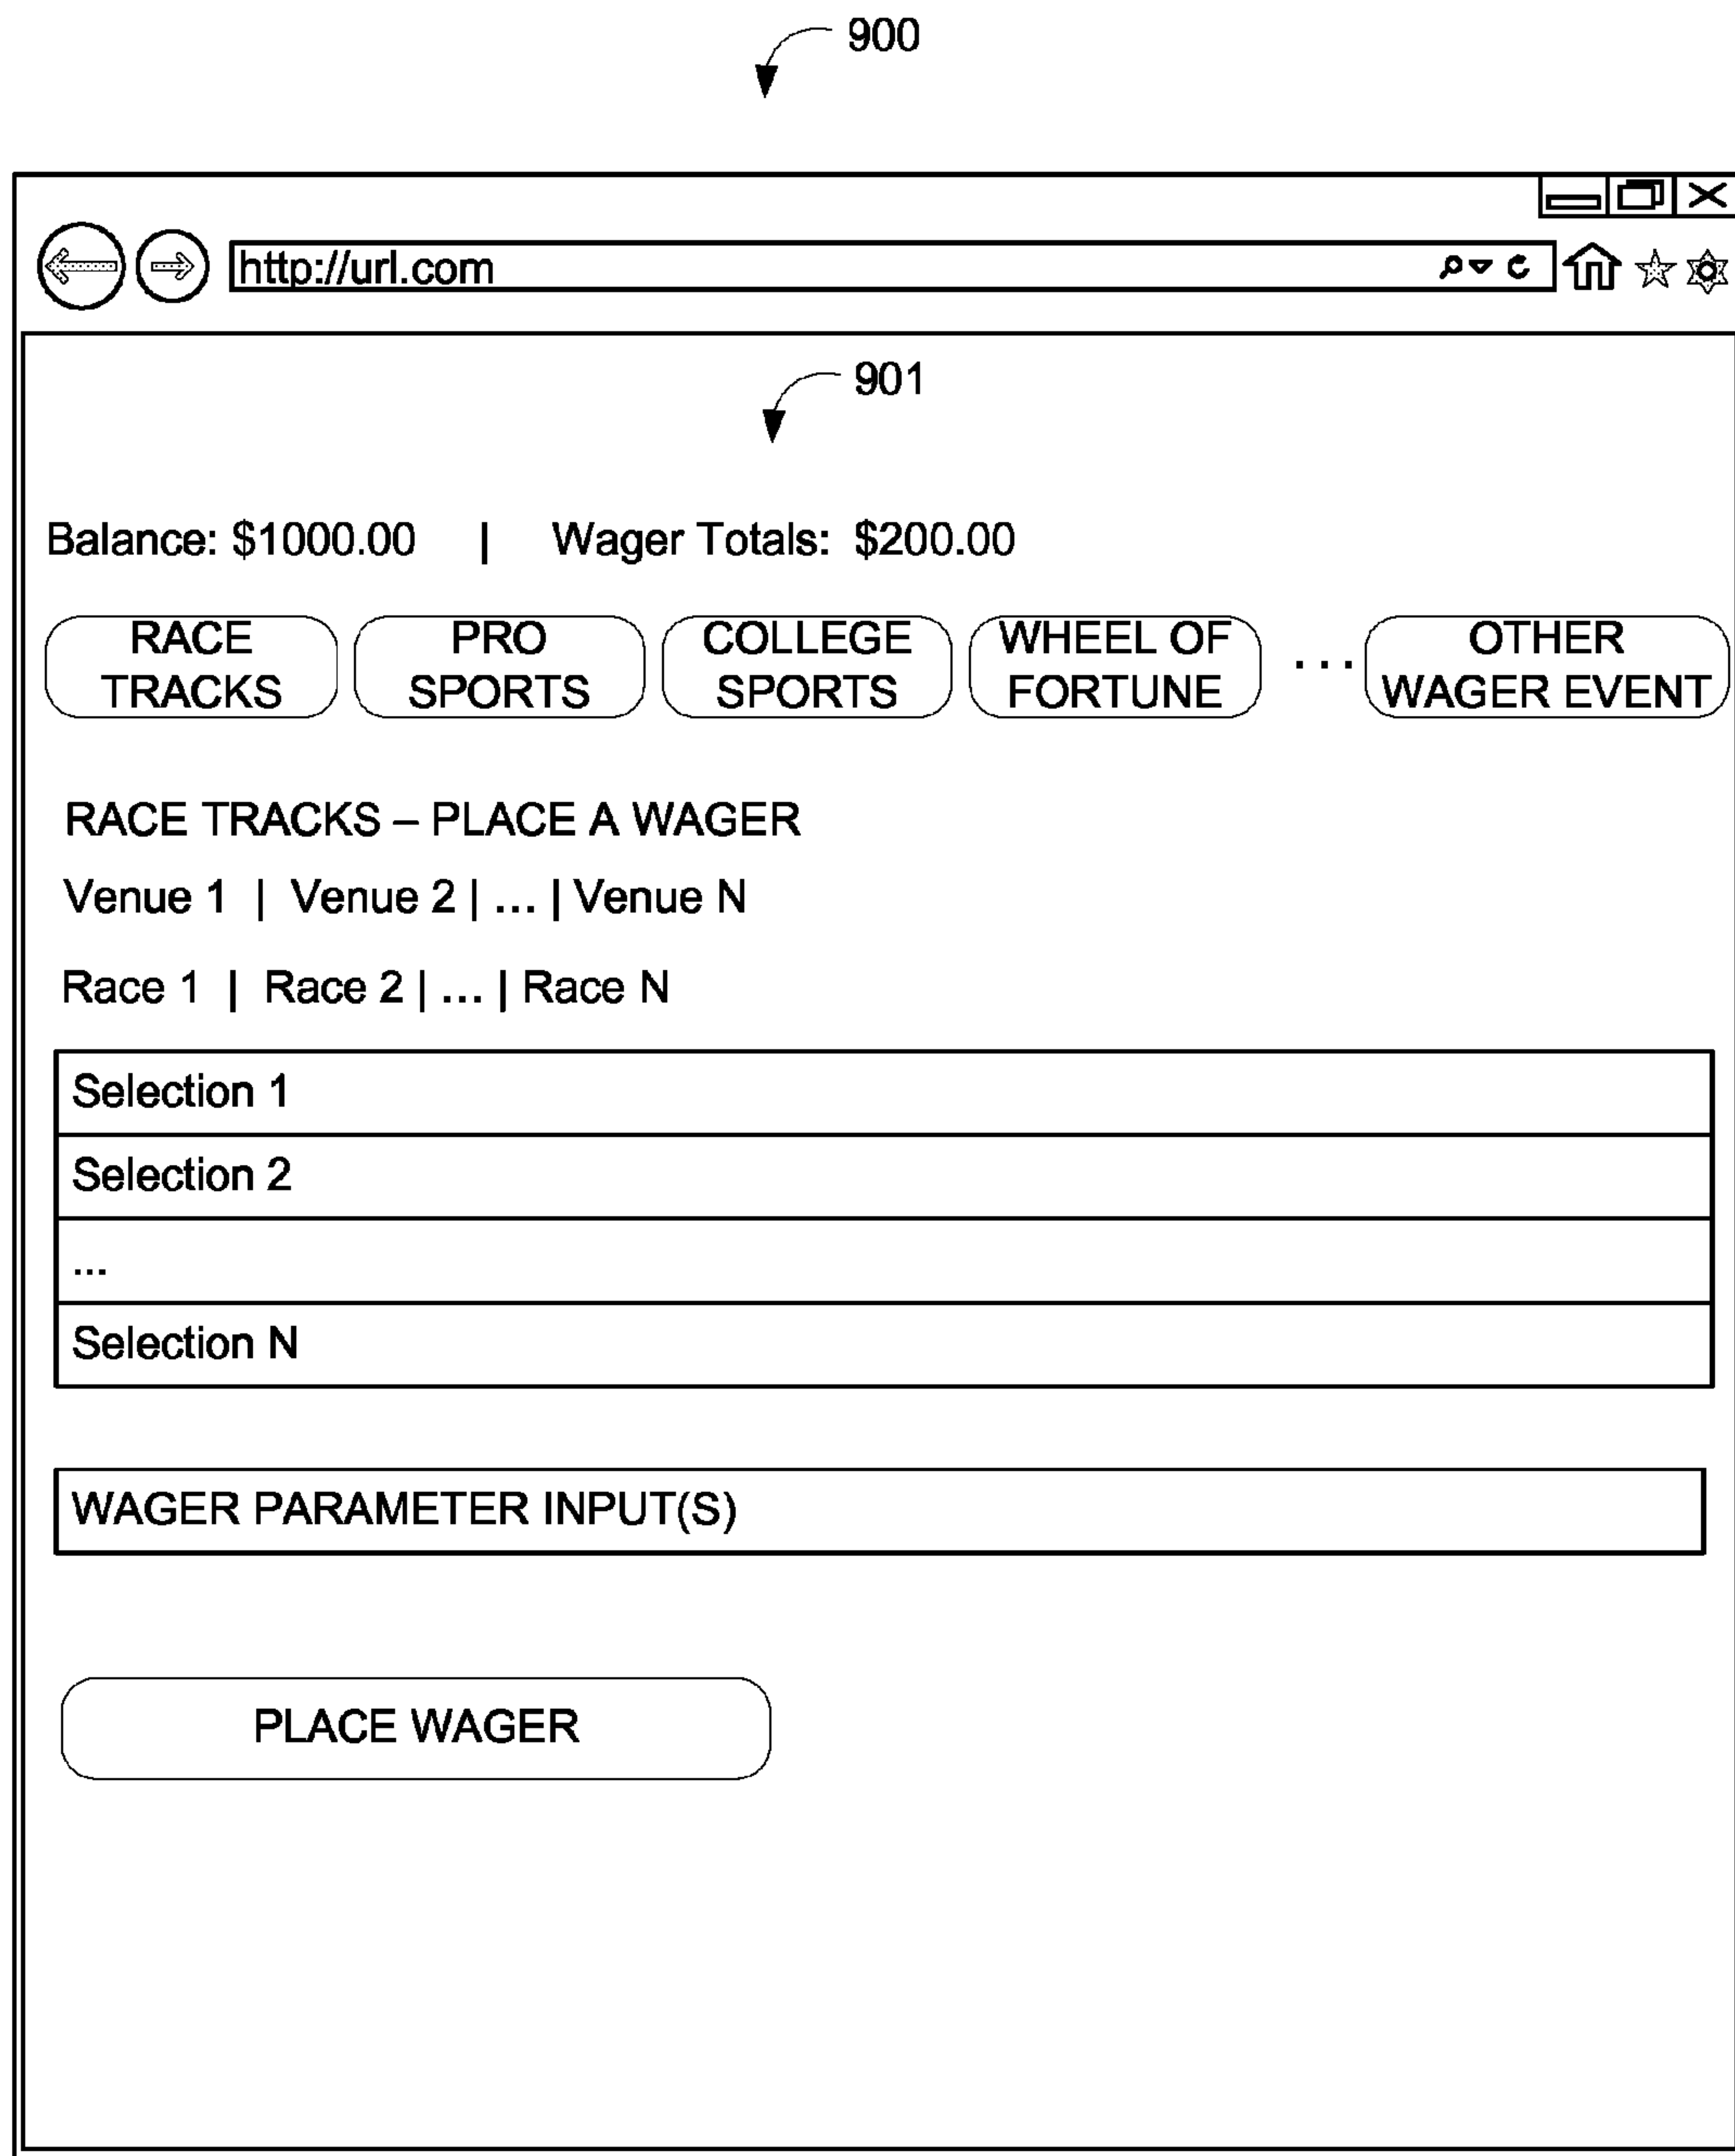 900
http://url.com
901
Balance: $1000.00 | Wager Totals: $200.00
RACE TRACKS
PRO SPORTS
COLLEGE SPORTS
WHEEL OF FORTUNE
...
OTHER WAGER EVENT
RACE TRACKS – PLACE A WAGER
Venue 1 | Venue 2 | ... | Venue N
Race 1 | Race 2 | ... | Race N
Selection 1
Selection 2
...
Selection N
WAGER PARAMETER INPUT(S)
PLACE WAGER